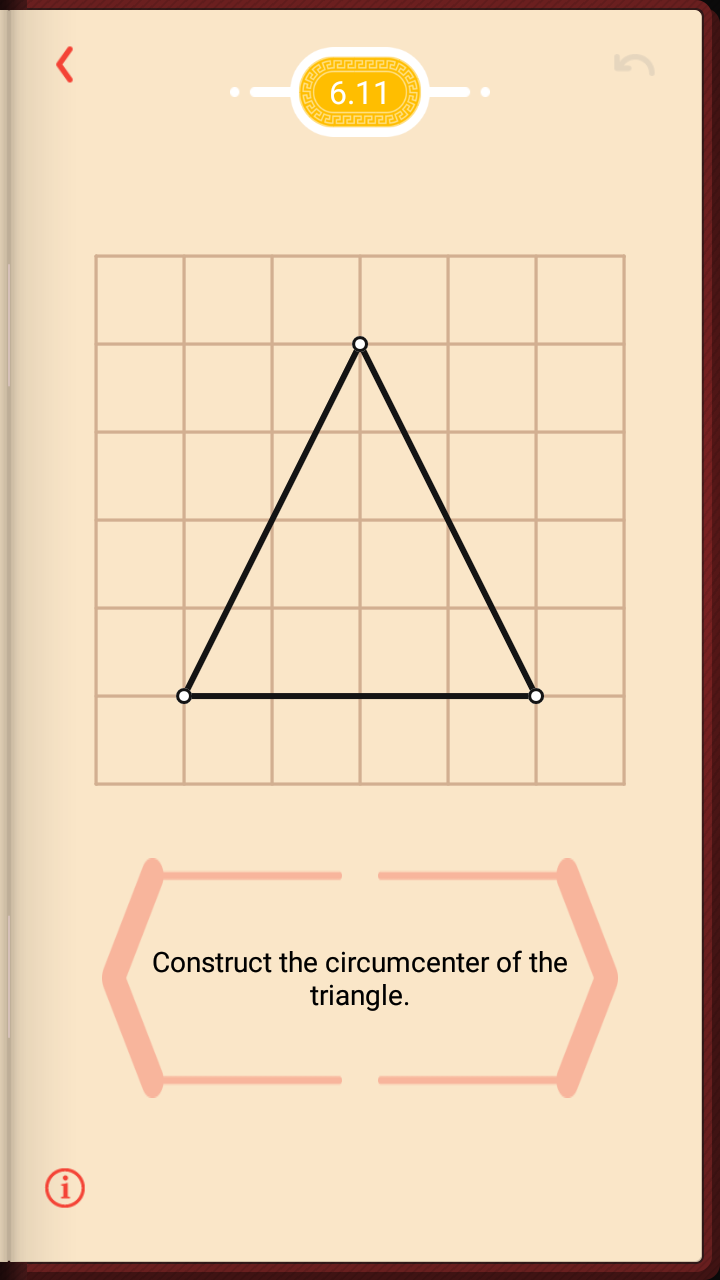 6.11
Construct the circumcenter of the
triangle.
i